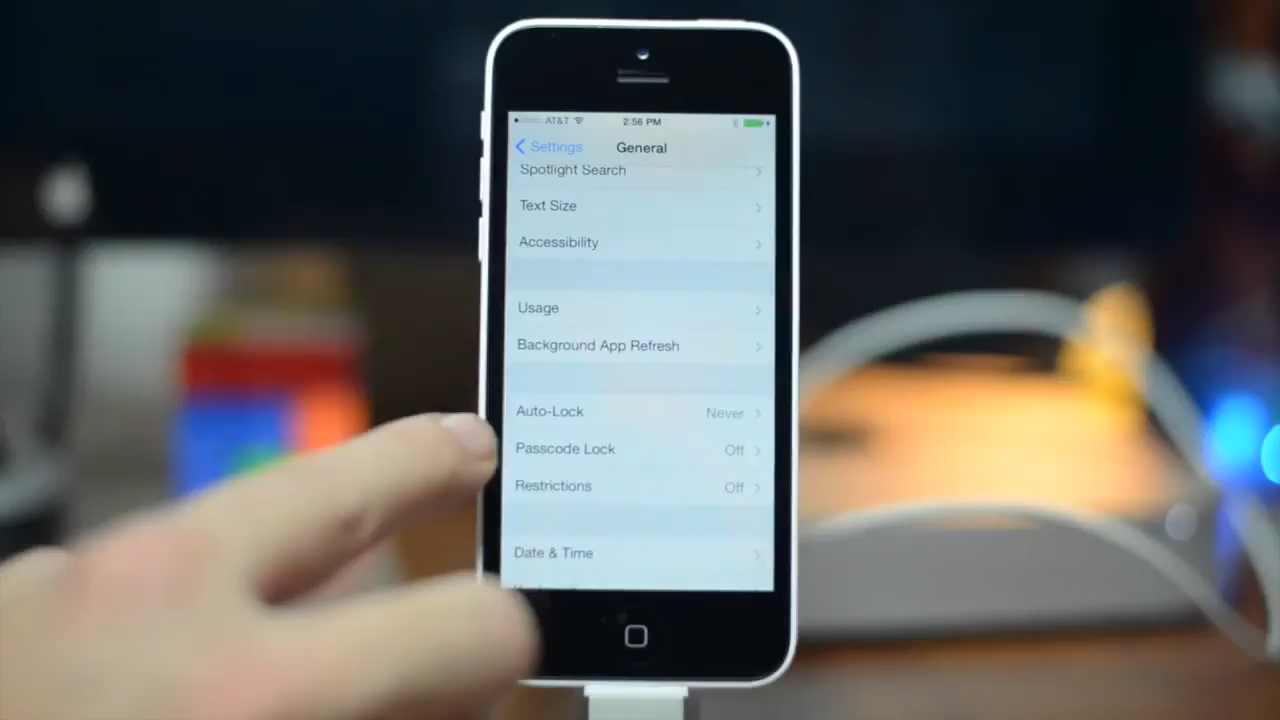 AT&T 2:56 PM
Settings General
Spotlight Search
Text Size
Accessibility
Usage
Background App Refresh
Auto-Lock Never
Passcode Lock Off
Restrictions Off
Date & Time